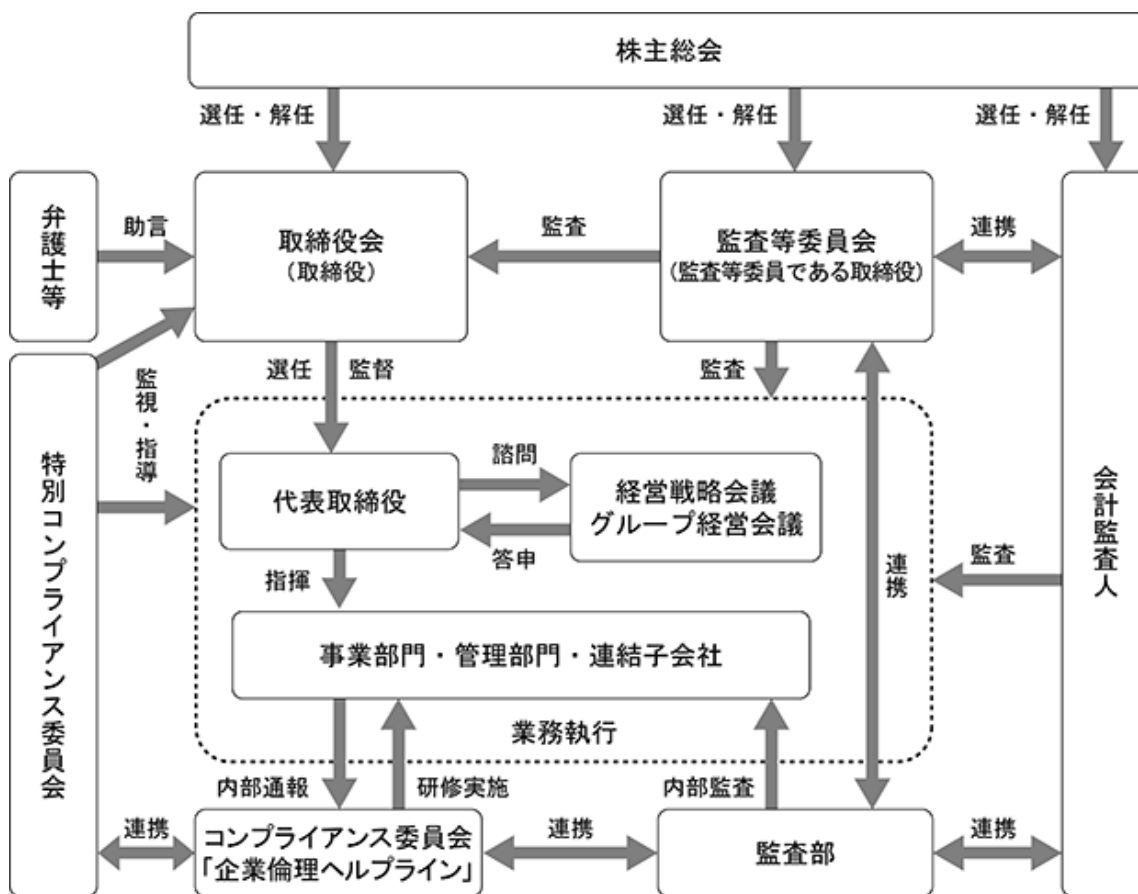 株主総会
選任・解任
選任・解任
選任・解任
弁護士等
助言
取締役会
（取締役）
監査
監査等委員会
（監査等委員である取締役）
連携
選任
監督
監査
監視・指導
特別コンプライアンス委員会
代表取締役
諮問
答申
経営戦略会議
グループ経営会議
会計監査人
指揮
連携
監査
事業部門・管理部門・連結子会社
業務執行
内部通報
研修実施
内部監査
連携
コンプライアンス委員会
「企業倫理ヘルプライン」
連携
監査部
連携